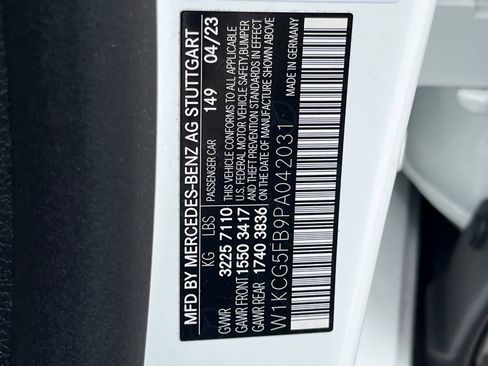 MFD BY MERCEDES-BENZ AG STUTTGART
KG LBS PASSENGER CAR 149 04/23
GVWR 3225 7110 THIS VEHICLE CONFORMS TO ALL APPLICABLE
GAWR FRONT 1550 3417 U.S. FEDERAL MOTOR VEHICLE SAFETY, BUMPER
GAWR REAR 1740 3836 AND THEFT PREVENTION STANDARDS IN EFFECT
ON THE DATE OF MANUFACTURE SHOWN ABOVE
W1KCG5FB9PA042031 MADE IN GERMANY